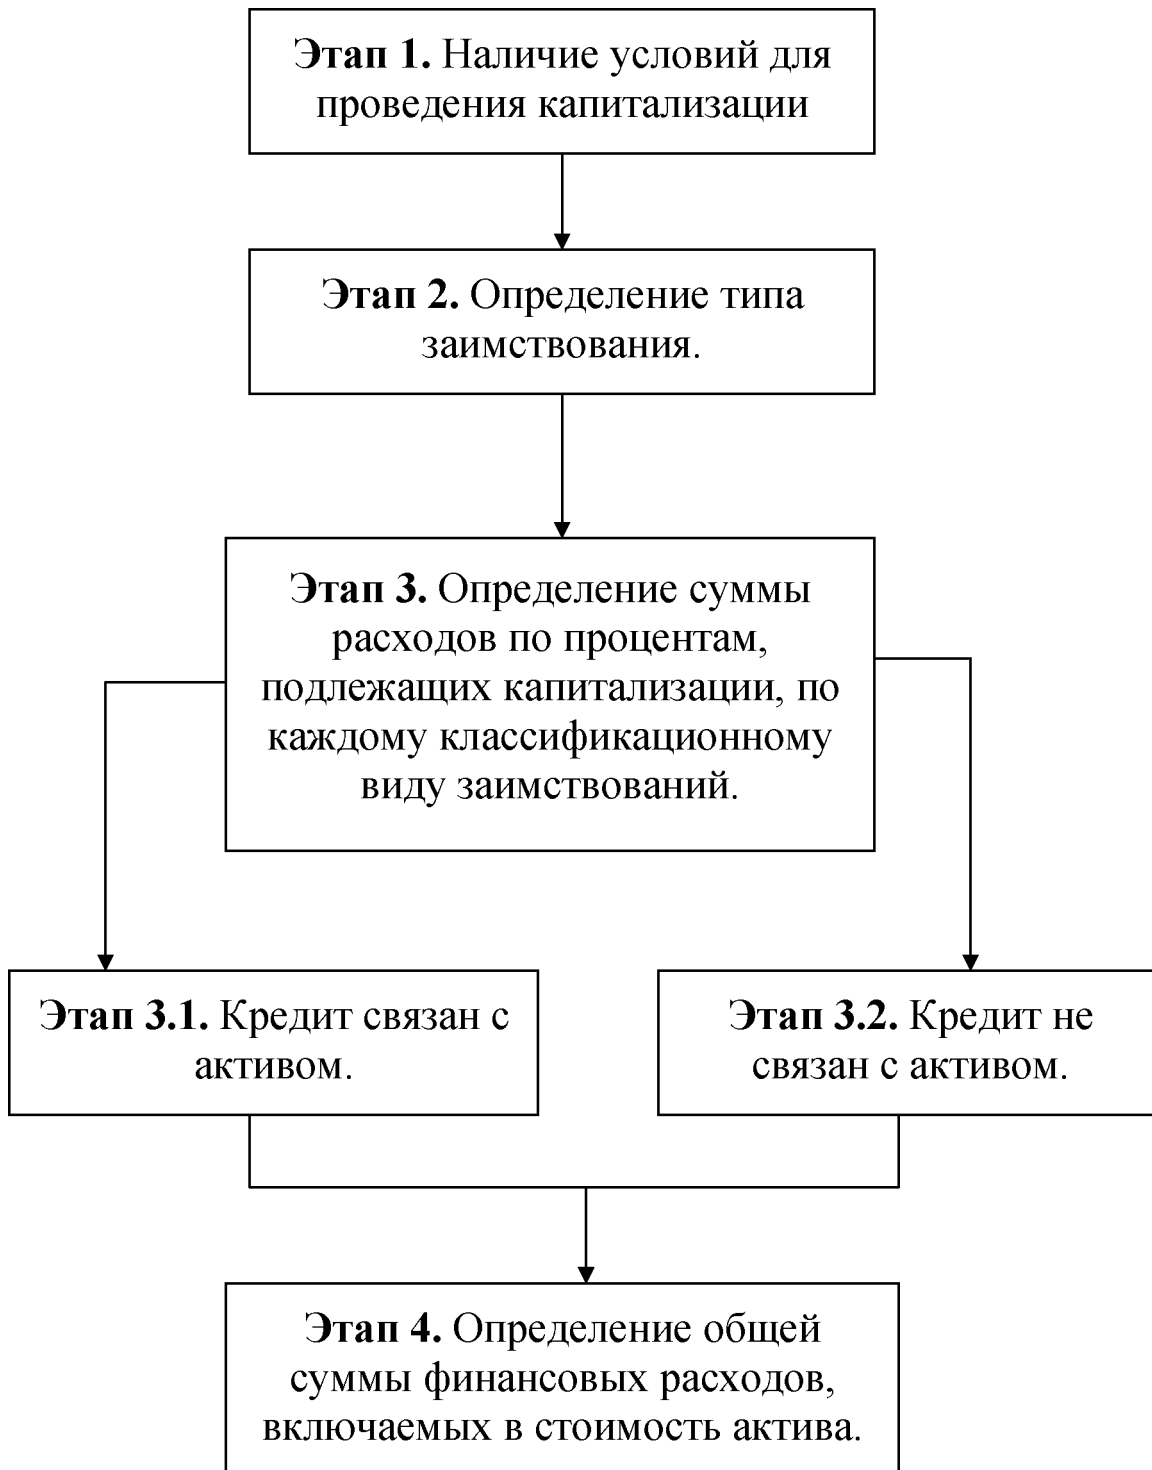 Этап 1. Наличие условий для
проведения капитализации
Этап 2. Определение типа
заимствования.
Этап 3. Определение суммы
расходов по процентам,
подлежащих капитализации, по
каждому классификационному
виду заимствований.
Этап 3.1. Кредит связан с
активом.
Этап 3.2. Кредит не
связан с активом.
Этап 4. Определение общей
суммы финансовых расходов,
включаемых в стоимость актива.